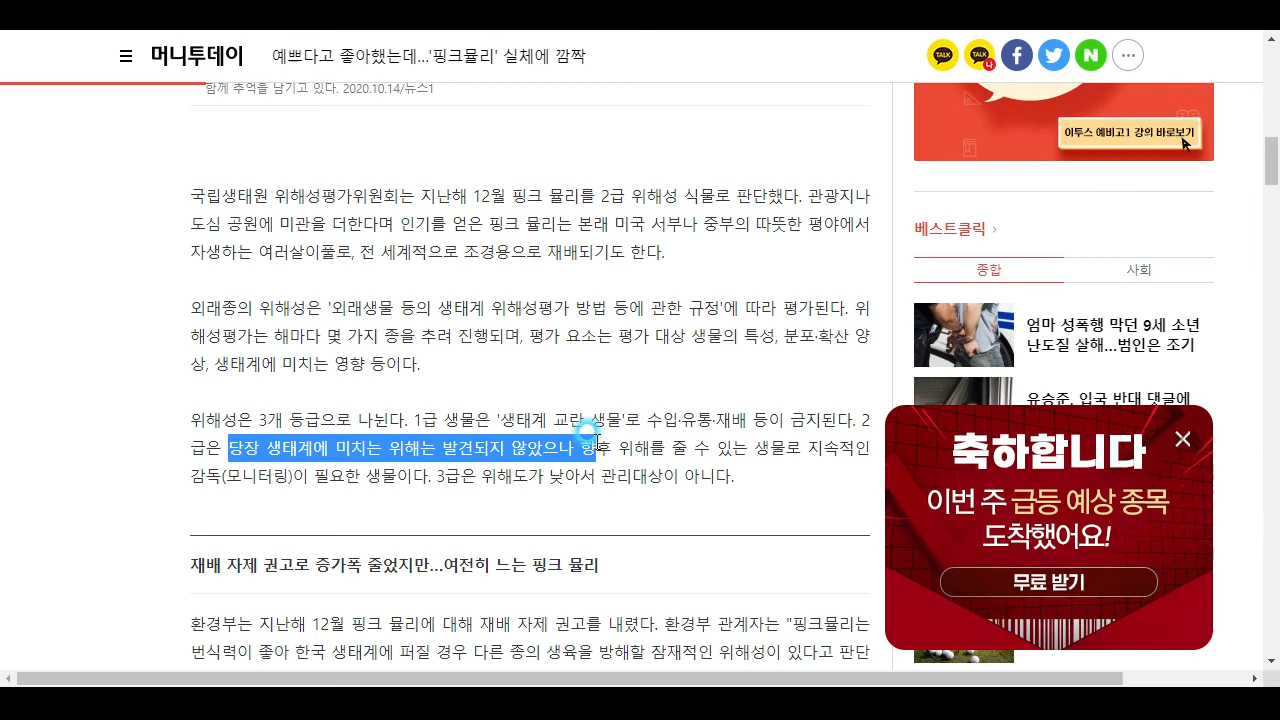 머니투데이 예쁘다고 좋아했는데...'핑크뮬리' 실체에 깜짝
TALK TALK 나 f N
함께 추억을 남기고 있다. 2020.10.14/뉴스1
국립생태원 위해성평가위원회는 지난해 12월 핑크 뮬리를 2급 위해성 식물로 판단했다. 관광지나
도심 공원에 미관을 더한다며 인기를 얻은 핑크 뮬리는 본래 미국 서부나 중부의 따뜻한 평야에서
자생하는 여러살이풀로, 전 세계적으로 조경용으로 재배되기도 한다.
외래종의 위해성은 '외래생물 등의 생태계 위해성평가 방법 등에 관한 규정'에 따라 평가된다. 위
해성평가는 해마다 몇 가지 종을 추려 진행되며, 평가 요소는 평가 대상 생물의 특성, 분포·확산 양
상, 생태계에 미치는 영향 등이다.
위해성은 3개 등급으로 나뉜다. 1급 생물은 '생태계 교란 생물'로 수입·유통·재배 등이 금지된다. 2
급은 당장 생태계에 미치는 위해는 발견되지 않았으나 향후 위해를 줄 수 있는 생물로 지속적인
감독(모니터링)이 필요한 생물이다. 3급은 위해도가 낮아서 관리대상이 아니다.
재배 자제 권고로 증가폭 줄었지만...여전히 느는 핑크 뮬리
환경부는 지난해 12월 핑크 뮬리에 대해 재배 자제 권고를 내렸다. 환경부 관계자는 "핑크뮬리는
번식력이 좋아 한국 생태계에 퍼질 경우 다른 종의 생육을 방해할 잠재적인 위해성이 있다고 판단
이투스 예비고1 강의 바로보기
베스트클릭 >
종합 사회
엄마 성폭행 막던 9세 소년
난도질 살해...범인은 조기
유승준, 입국 반대 댓글에
축하합니다
이번 주 급등 예상 종목
도착했어요!
무료 받기